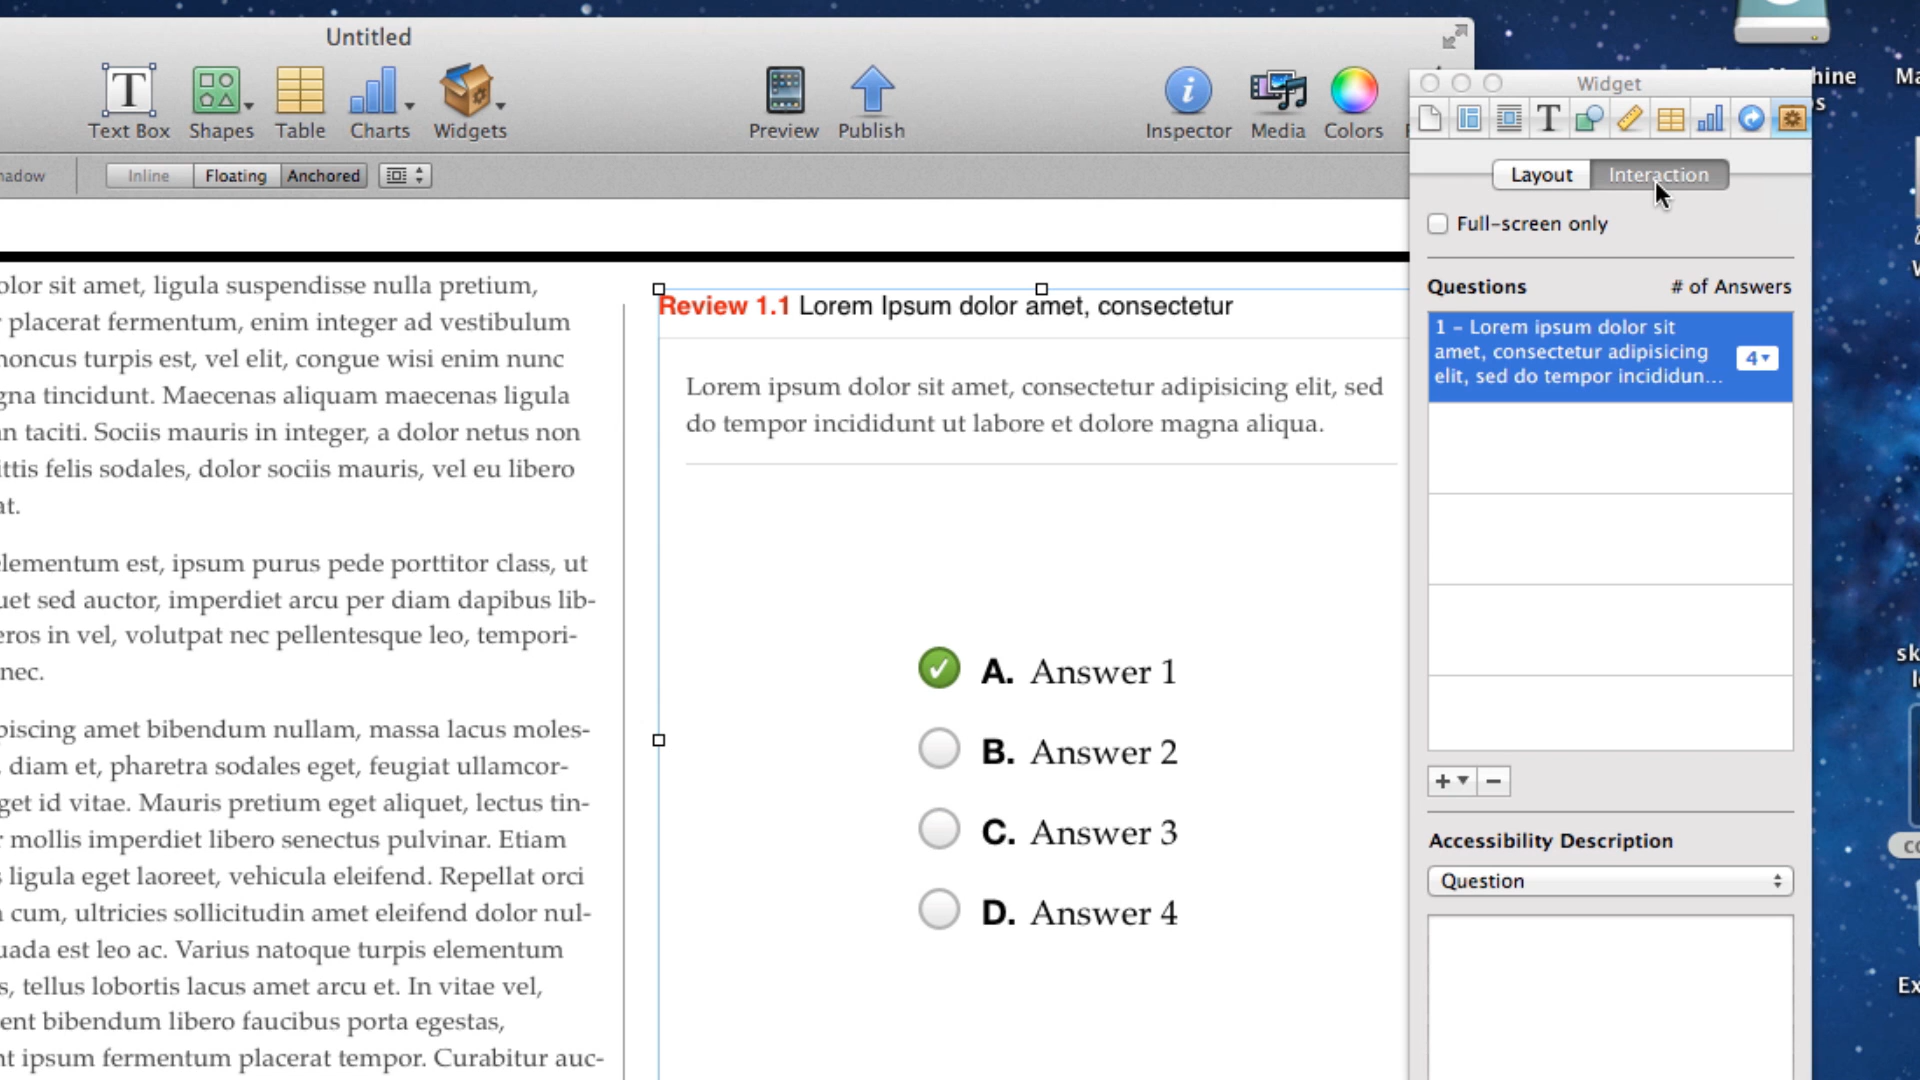 Untitled
Text Box
Shapes
Table
Charts
Widgets
Preview
Publish
Inspector
Media
Colors
Inline
Floating
Anchored
olor sit amet, ligula suspendisse nulla pretium,
placerat fermentum, enim integer ad vestibulum
honcus turpis est, vel elit, congue wisi enim nunc
gna tincidunt. Maecenas aliquam maecenas ligula
n taciti. Sociis mauris in integer, a dolor netus non
ittis felis sodales, dolor sociis mauris, vel eu libero
at.
elementum est, ipsum purus pede porttitor class, ut
uet sed auctor, imperdiet arcu per diam dapibus lib-
eros in vel, volutpat nec pellentesque leo, tempori-
nec.
piscing amet bibendum nullam, massa lacus moles-
diam et, pharetra sodales eget, feugiat ullamcor-
get id vitae. Mauris pretium eget aliquet, lectus tin-
r mollis imperdiet libero senectus pulvinar. Etiam
s ligula eget laoreet, vehicula eleifend. Repellat orci
cum, ultricies sollicitudin amet eleifend dolor nul-
uada est leo ac. Varius natoque turpis elementum
s, tellus lobortis lacus amet arcu et. In vitae vel,
ent bibendum libero faucibus porta egestas,
nt ipsum fermentum placerat tempor. Curabitur auc-
Review 1.1 Lorem Ipsum dolor amet, consectetur
Lorem ipsum dolor sit amet, consectetur adipisicing elit, sed
do tempor incididunt ut labore et dolore magna aliqua.
A. Answer 1
B. Answer 2
C. Answer 3
D. Answer 4
Widget
T
Layout
Interaction
Full-screen only
Questions # of Answers
1 - Lorem ipsum dolor sit
amet, consectetur adipisicing
elit, sed do tempor incididun...
4
Accessibility Description
Question